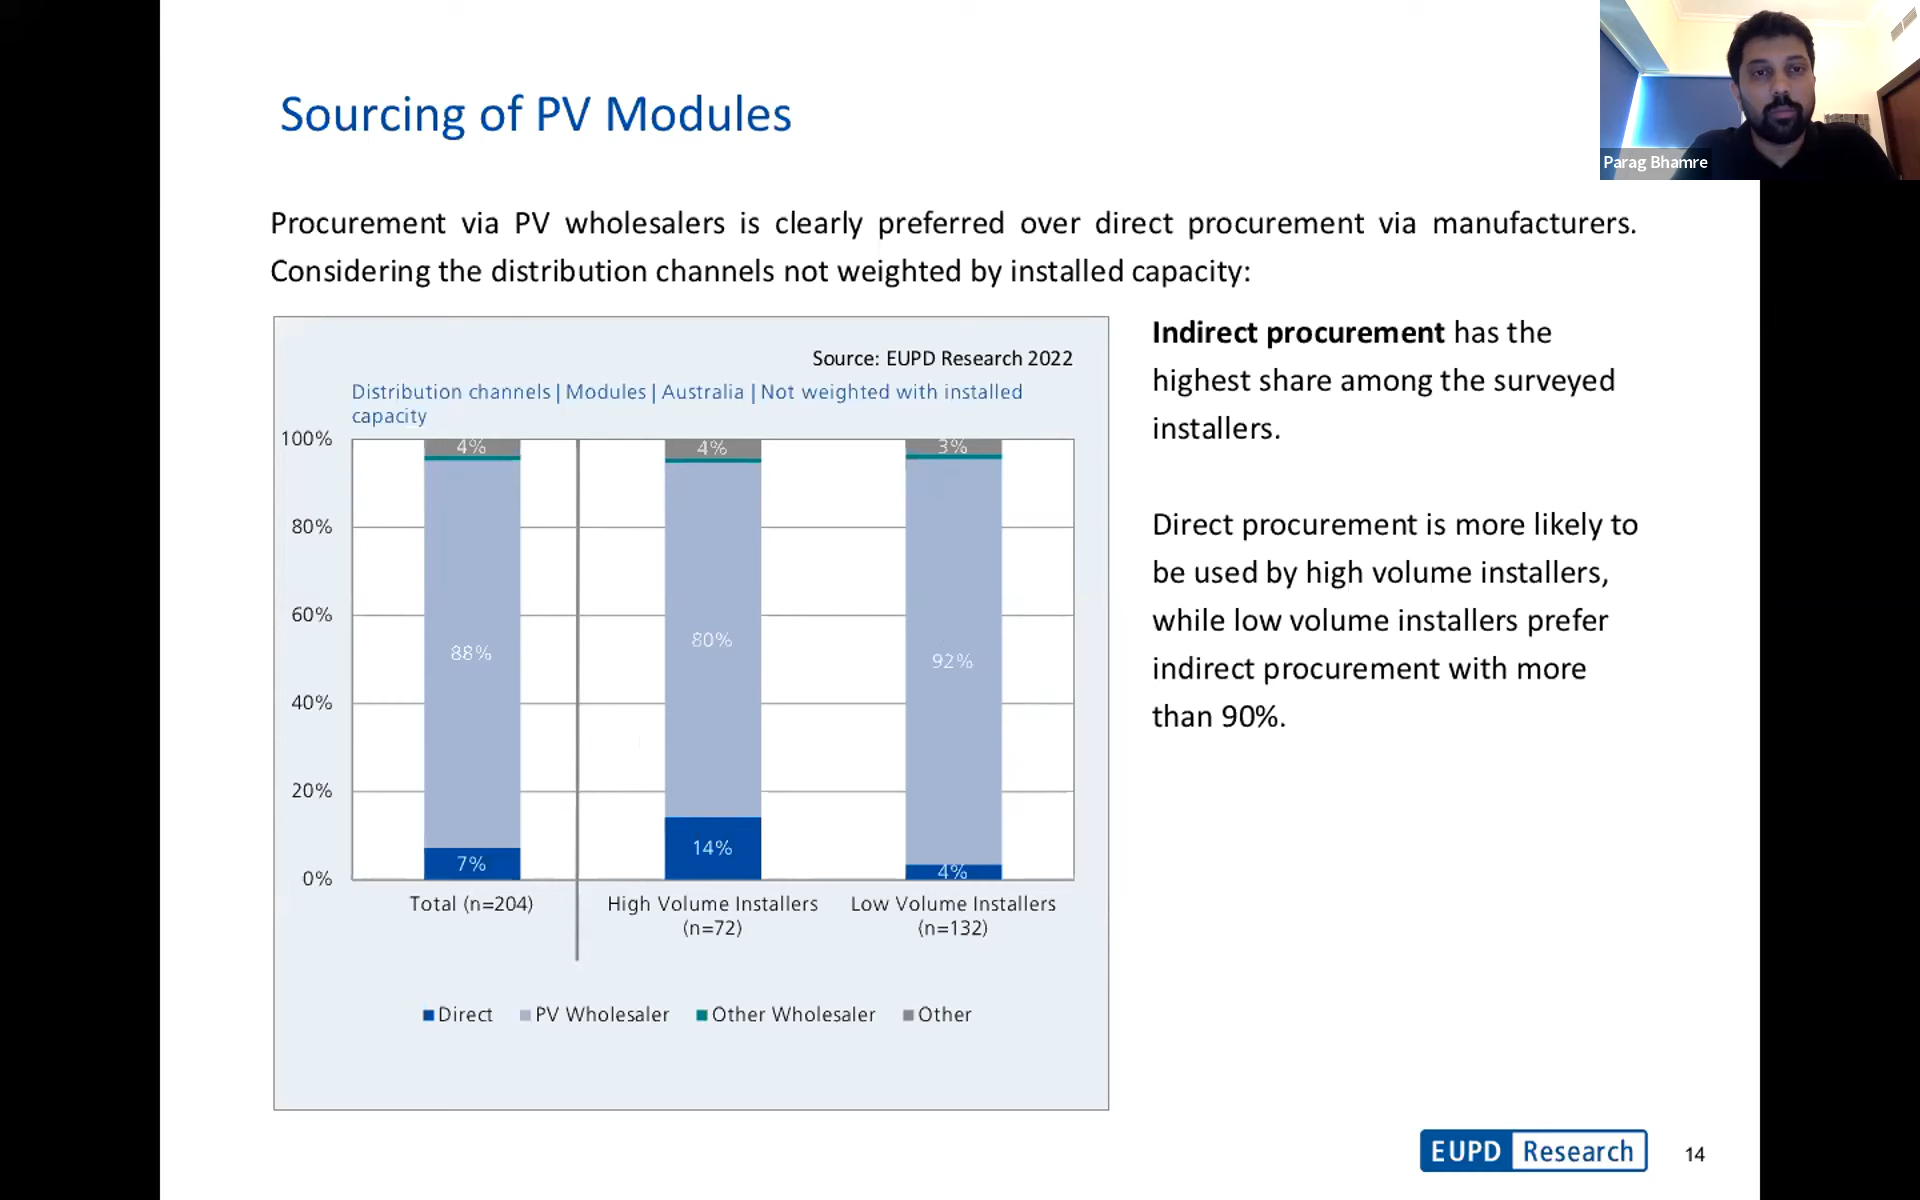 Sourcing of PV Modules
Parag Bhamre
Procurement via PV wholesalers is clearly preferred over direct procurement via manufacturers.
Considering the distribution channels not weighted by installed capacity:
Source: EUPD Research 2022
Distribution channels | Modules | Australia | Not weighted with installed
capacity
100%
80%
60%
40%
20%
0%
4%
88%
7%
4%
80%
14%
3%
92%
4%
Total (n=204)
High Volume Installers
(n=72)
Low Volume Installers
(n=132)
Direct
PV Wholesaler
Other Wholesaler
Other
Indirect procurement has the
highest share among the surveyed
installers.
Direct procurement is more likely to
be used by high volume installers,
while low volume installers prefer
indirect procurement with more
than 90%.
EUPD Research
14